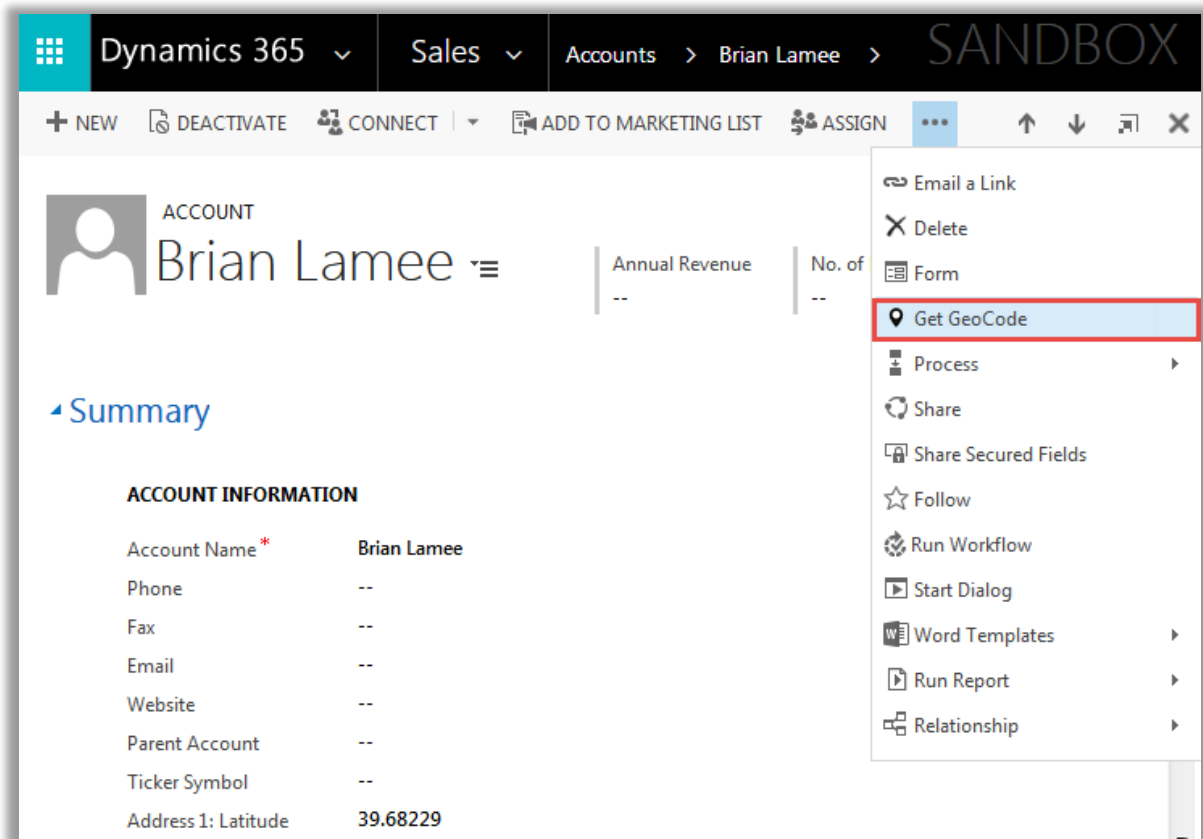 Dynamics 365 Sales Accounts > Brian Lamee > SANDBOX
NEW DEACTIVATE CONNECT ADD TO MARKETING LIST ASSIGN ...
Email a Link
Delete
Form
Get GeoCode
Process
Share
Share Secured Fields
Follow
Run Workflow
Start Dialog
Word Templates
Run Report
Relationship
ACCOUNT
Brian Lamee
Annual Revenue
--
No. of
--
Summary
ACCOUNT INFORMATION
Account Name* Brian Lamee
Phone --
Fax --
Email --
Website --
Parent Account --
Ticker Symbol --
Address 1: Latitude 39.68229